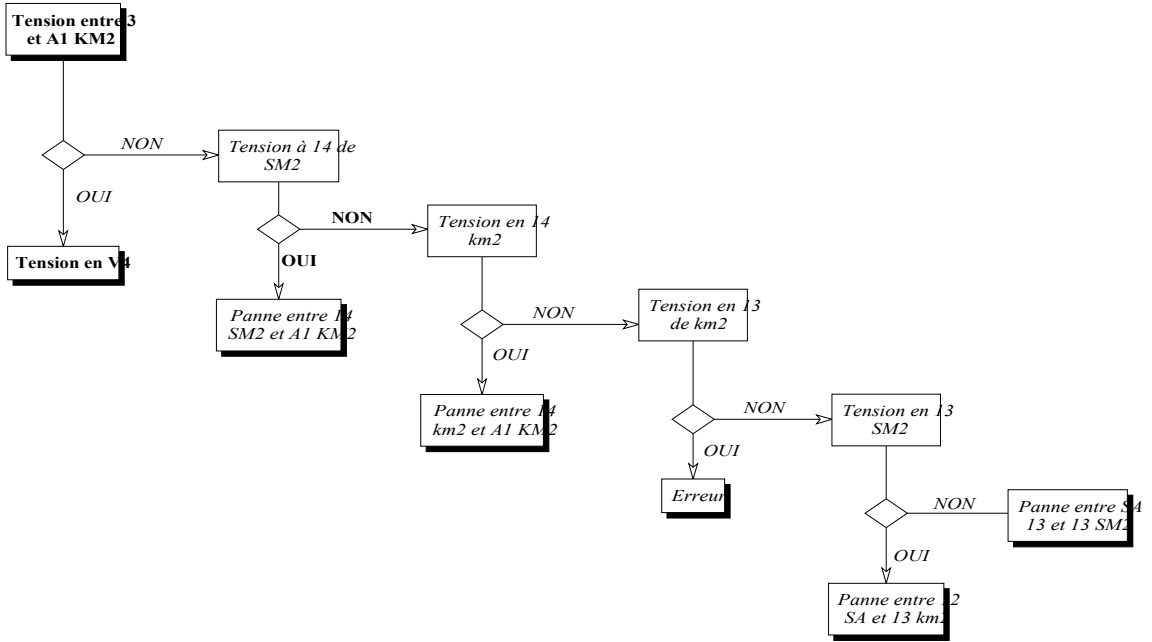 Tension entre 3
et A1 KM2
NON
Tension à 14 de
SM2
OUI
NON
Tension en 14
km2
Tension en V4
OUI
Panne entre 14
SM2 et A1 KM2
NON
Tension en 13
de km2
OUI
Panne entre 14
km2 et A1 KM2
NON
Tension en 13
SM2
OUI
Erreur
NON
Panne entre SA
13 et 13 SM2
OUI
Panne entre 12
SA et 13 km2